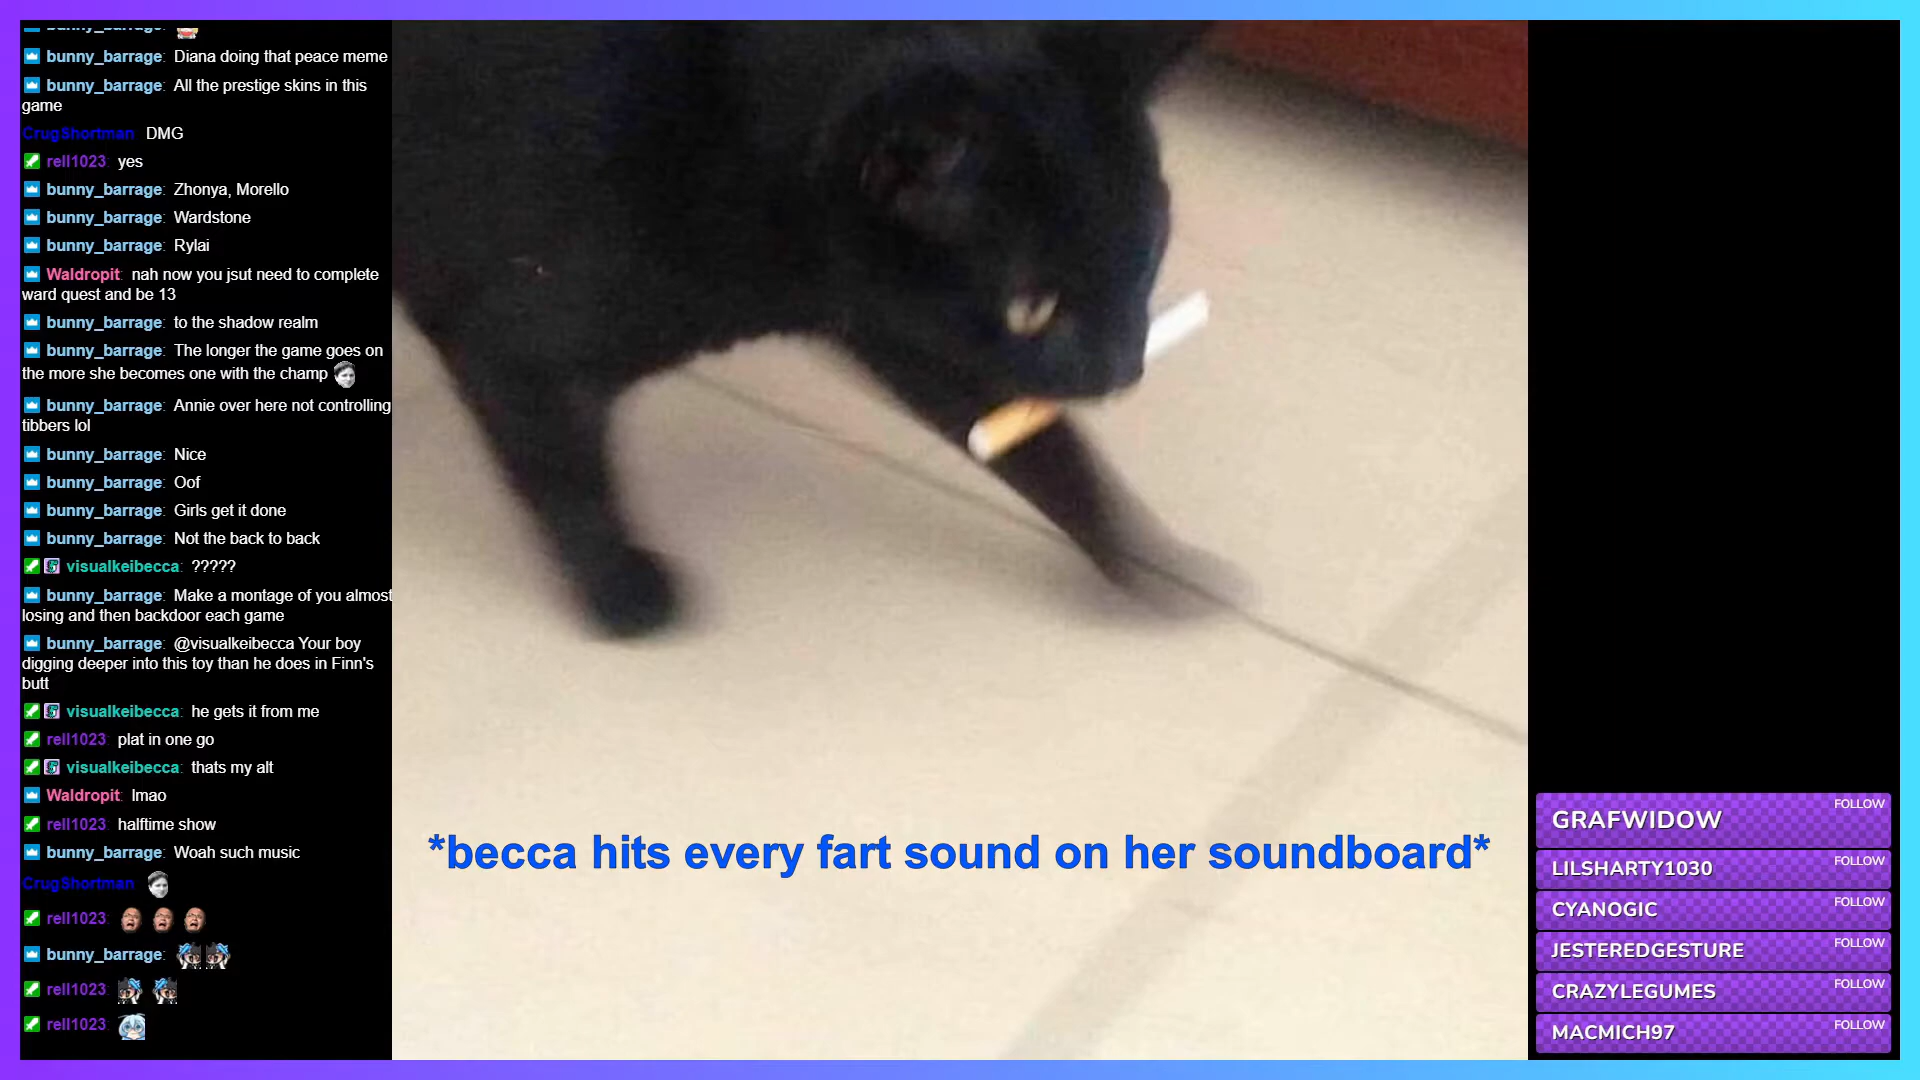 bunny_barrage:
bunny_barrage: Diana doing that peace meme
bunny_barrage: All the prestige skins in this
game
CrugShortman DMG
rell1023: yes
bunny_barrage: Zhonya, Morello
bunny_barrage: Wardstone
bunny_barrage: Rylai
Waldropit: nah now you jsut need to complete
ward quest and be 13
bunny_barrage: to the shadow realm
bunny_barrage: The longer the game goes on
the more she becomes one with the champ
bunny_barrage: Annie over here not controlling
tibbers lol
bunny_barrage: Nice
bunny_barrage: Oof
bunny_barrage: Girls get it done
bunny_barrage: Not the back to back
visualkeibecca: ?????
bunny_barrage: Make a montage of you almost
losing and then backdoor each game
bunny_barrage: @visualkeibecca Your boy
digging deeper into this toy than he does in Finn's
butt
visualkeibecca: he gets it from me
rell1023: plat in one go
visualkeibecca: thats my alt
Waldropit: lmao
rell1023: halftime show
bunny_barrage: Woah such music
CrugShortman
rell1023:
bunny_barrage:
rell1023:
rell1023:
*becca hits every fart sound on her soundboard*
GRAFWIDOW FOLLOW
LILSHARTY1030 FOLLOW
CYANOGIC FOLLOW
JESTEREDGESTURE FOLLOW
CRAZYLEGUMES FOLLOW
MACMICH97 FOLLOW